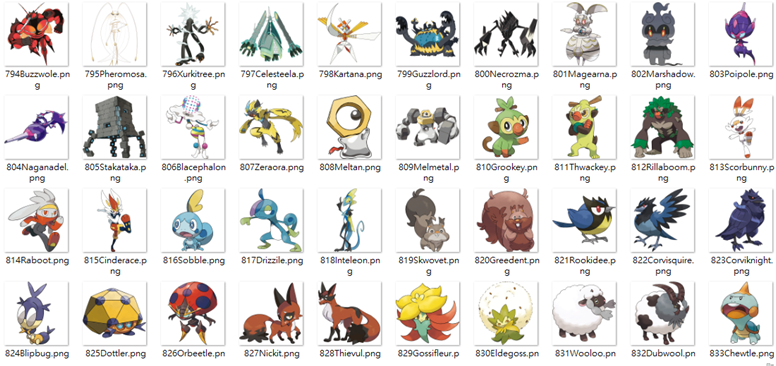 794Buzzwole.pn
g
795Pheromosa.
png
796Xurkitree.pn
g
797Celesteela.p
ng
798Kartana.png
799Guzzlord.pn
g
800Necrozma.p
ng
801Magearna.p
ng
802Marshadow.
png
803Poipole.png
804Naganadel.
png
805Stakataka.p
ng
806Blacephalon
.png
807Zeraora.png
808Meltan.png
809Melmetal.pn
g
810Grookey.pn
g
811Thwackey.p
ng
812Rillaboom.p
ng
813Scorbunny.p
ng
814Raboot.png
815Cinderace.p
ng
816Sobble.png
817Drizzile.png
818Inteleon.pn
g
819Skwovet.pn
g
820Greedent.pn
g
821Rookidee.p
ng
822Corvisquire.
png
823Corviknight.
png
824Blipbug.png
825Dottler.png
826Orbeetle.pn
827Nickit.png
828Thievul.png
829Gossifleur.p
830Eldegoss.pn
831Wooloo.png
832Dubwool.pn
833Chewtle.png